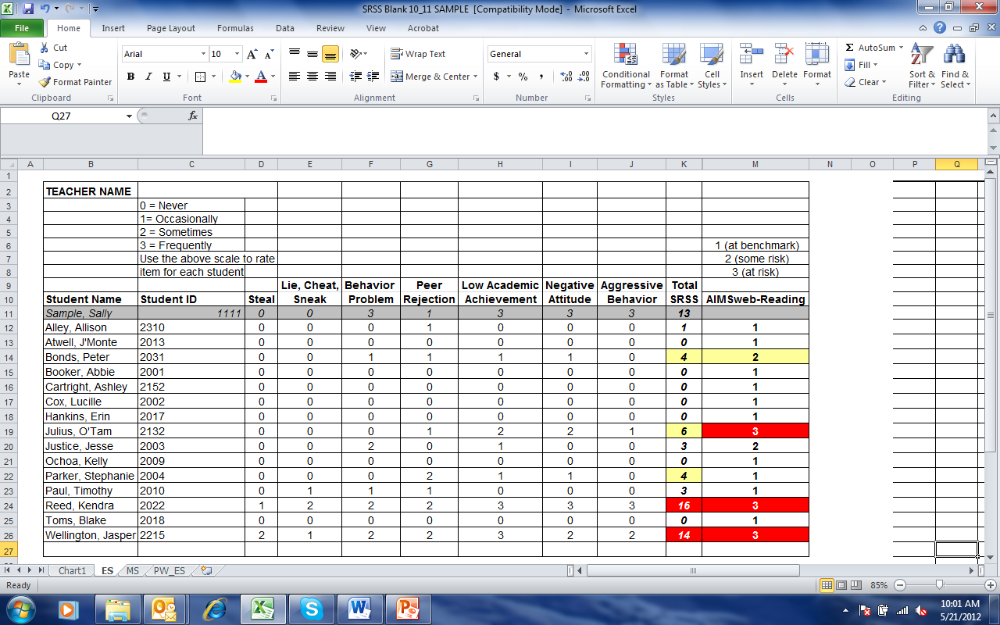 SRSS Blank 10_11 SAMPLE [Compatibility Mode] - Microsoft Excel
File Home Insert Page Layout Formulas Data Review View Acrobat
Paste
Cut
Copy
Format Painter
Clipboard
Arial 10
B I U
Font
Wrap Text
Merge & Center
Alignment
General
$ % ,
Number
Conditional Formatting
Format as Table
Cell Styles
Styles
Insert Delete Format
Cells
AutoSum
Fill
Clear
Sort & Filter
Find & Select
Editing
Q27 fx
A B C D E F G H I J K M N O P Q
1
2 TEACHER NAME
3 0 = Never
4 1= Occasionally
5 2 = Sometimes
6 3 = Frequently 1 (at benchmark)
7 Use the above scale to rate 2 (some risk)
8 item for each student 3 (at risk)
9 Lie, Cheat, Behavior Peer Low Academic Negative Aggressive Total
10 Student Name Student ID Steal Sneak Problem Rejection Achievement Attitude Behavior SRSS AIMSweb-Reading
11 Sample, Sally 1111 0 0 3 1 3 3 3 13
12 Alley, Allison 2310 0 0 0 1 0 0 0 1 1
13 Atwell, J'Monte 2013 0 0 0 0 0 0 0 0 1
14 Bonds, Peter 2031 0 0 1 1 1 1 0 4 2
15 Booker, Abbie 2001 0 0 0 0 0 0 0 0 1
16 Cartright, Ashley 2152 0 0 0 0 0 0 0 0 1
17 Cox, Lucille 2002 0 0 0 0 0 0 0 0 1
18 Hankins, Erin 2017 0 0 0 0 0 0 0 0 1
19 Julius, O'Tam 2132 0 0 0 1 2 2 1 6 3
20 Justice, Jesse 2003 0 0 2 0 1 0 0 3 2
21 Ochoa, Kelly 2009 0 0 0 0 0 0 0 0 1
22 Parker, Stephanie 2004 0 0 0 2 1 1 0 4 1
23 Paul, Timothy 2010 0 1 1 1 0 0 0 3 1
24 Reed, Kendra 2022 1 2 2 2 3 3 3 16 3
25 Toms, Blake 2018 0 0 0 0 0 0 0 0 1
26 Wellington, Jasper 2215 2 1 2 2 3 2 2 14 3
27
Chart1 ES MS PW_ES
Ready 85%
10:01 AM
5/21/2012